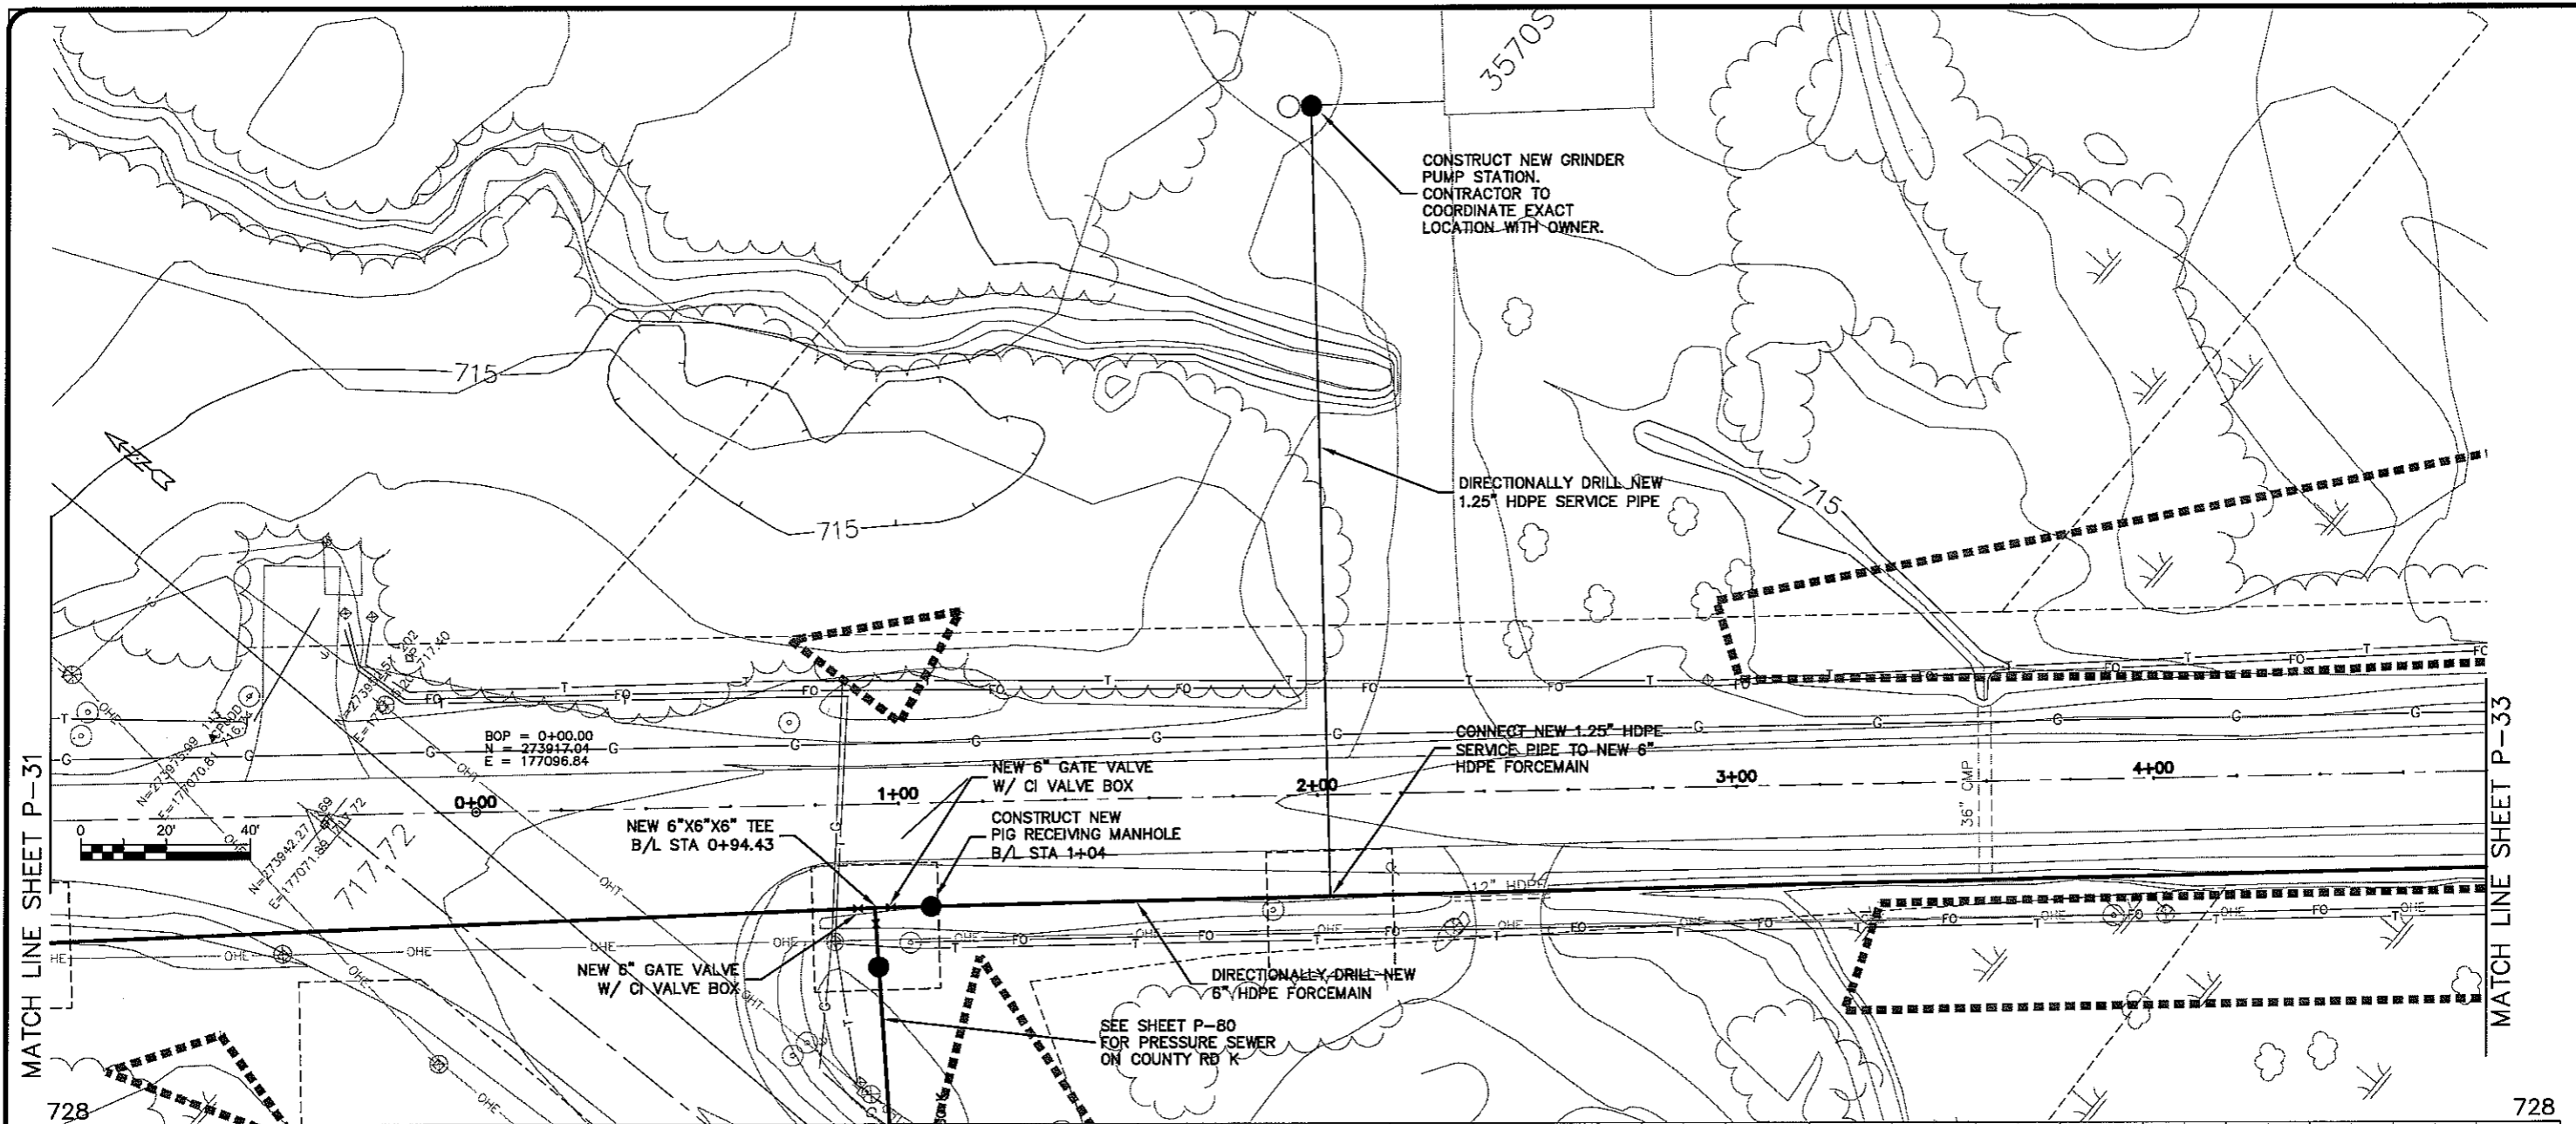 3570S
CONSTRUCT NEW GRINDER
PUMP STATION.
CONTRACTOR TO
COORDINATE EXACT
LOCATION WITH OWNER.
715
715
715
DIRECTIONALLY DRILL NEW
1.25" HDPE SERVICE PIPE
BOP = 0+00.00
N = 273917.04
E = 177096.84
CONNECT NEW 1.25" HDPE
SERVICE PIPE TO NEW 6"
HDPE FORCEMAIN
NEW 6" GATE VALVE
W/ CI VALVE BOX
0+00
1+00
2+00
3+00
4+00
NEW 6"X6"X6" TEE
B/L STA 0+94.43
CONSTRUCT NEW
PIG RECEIVING MANHOLE
B/L STA 1+04
36" CMP
0 20' 40'
N=273942.27
E=177071.89
717.72
12" HDPE
NEW 6" GATE VALVE
W/ CI VALVE BOX
DIRECTIONALLY DRILL NEW
6" HDPE FORCEMAIN
SEE SHEET P-80
FOR PRESSURE SEWER
ON COUNTY RD K
MATCH LINE SHEET P-31
MATCH LINE SHEET P-33
728
728